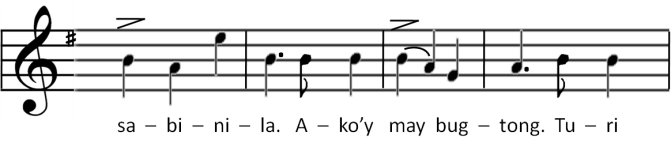 sa – bi – ni – la. A – ko’y may bug – tong. Tu – ri